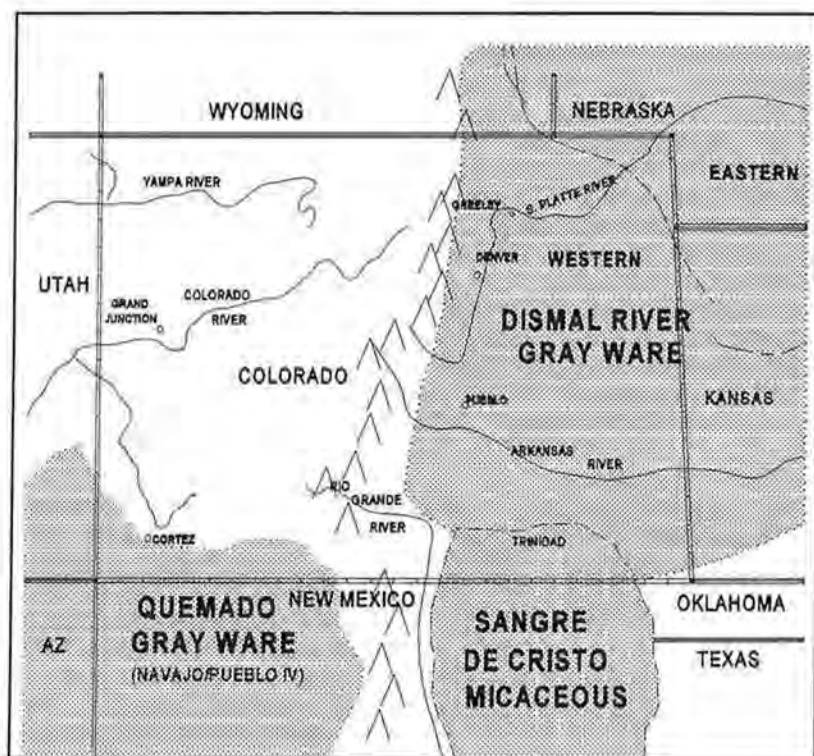 WYOMING
NEBRASKA
YAMPA RIVER
GREELEY
S. PLATTE RIVER
EASTERN
DENVER
WESTERN
UTAH
GRAND
JUNCTION
COLORADO
RIVER
DISMAL RIVER
GRAY WARE
COLORADO
PUEBLO
KANSAS
ARKANSAS
RIVER
RIO
GRANDE
RIVER
CORTEZ
TRINIDAD
NEW MEXICO
QUEMADO
GRAY WARE
(NAVAJO/PUEBLO IV)
AZ
SANGRE
DE CRISTO
MICACEOUS
OKLAHOMA
TEXAS